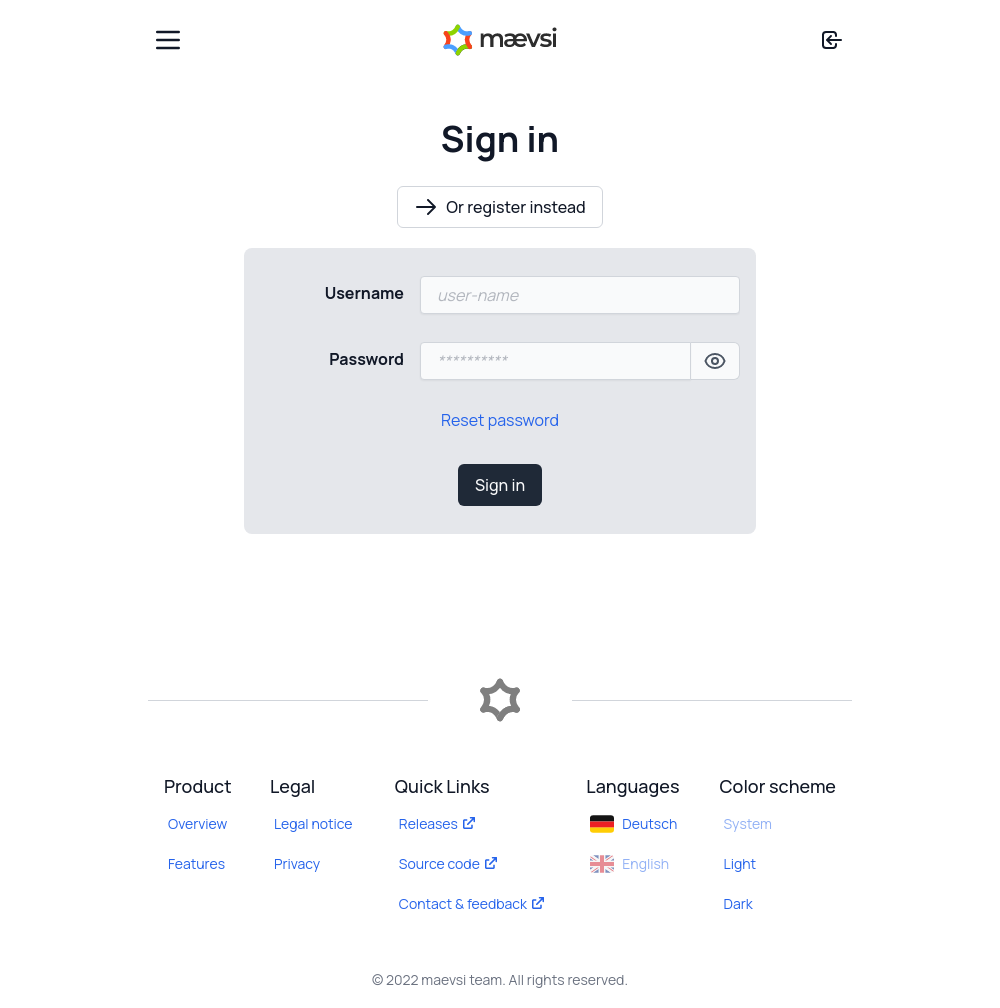 mævsi
Sign in
Or register instead
Username
user-name
Password
**********
Reset password
Sign in
Product
Overview
Features
Legal
Legal notice
Privacy
Quick Links
Releases
Source code
Contact & feedback
Languages
Deutsch
English
Color scheme
System
Light
Dark
© 2022 maevsi team. All rights reserved.